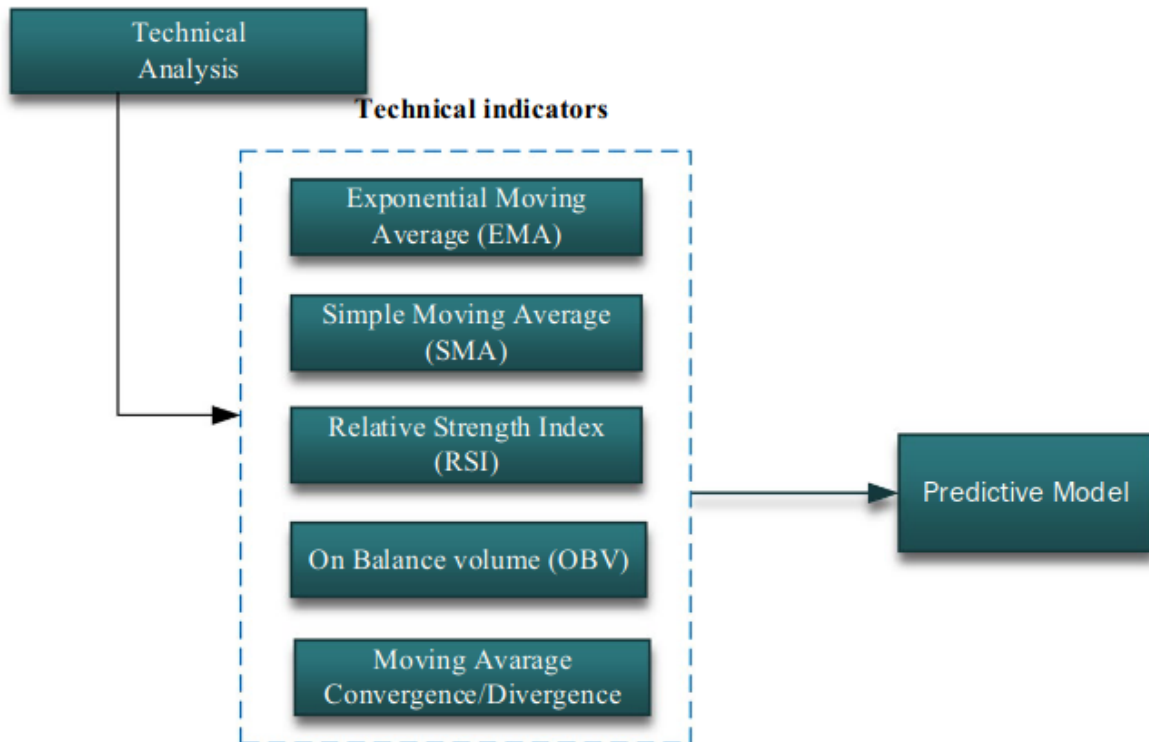 Technical
Analysis
Technical indicators
Exponential Moving
Average (EMA)
Simple Moving Average
(SMA)
Relative Strength Index
(RSI)
On Balance volume (OBV)
Moving Avarage
Convergence/Divergence
Predictive Model